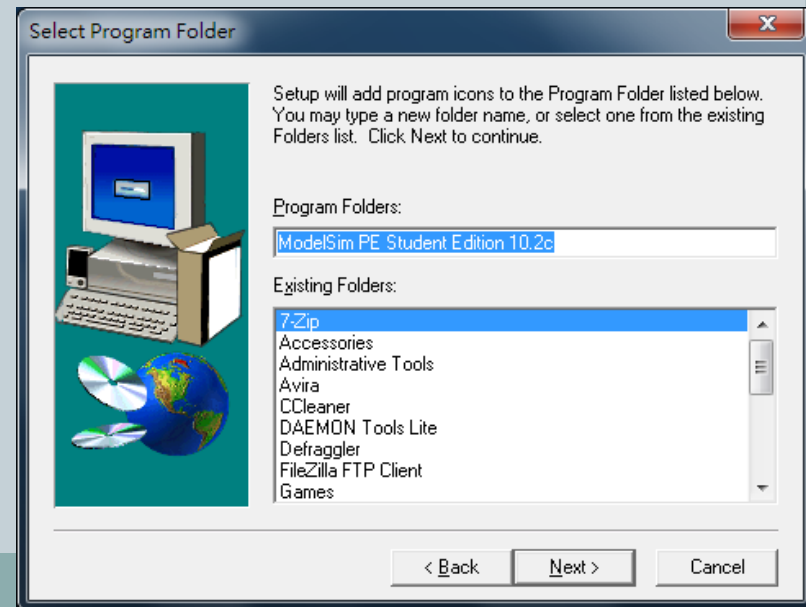 Select Program Folder
Setup will add program icons to the Program Folder listed below.
You may type a new folder name, or select one from the existing
Folders list. Click Next to continue.
Program Folders:
ModelSim PE Student Edition 10.2c
Existing Folders:
7-Zip
Accessories
Administrative Tools
Avira
CCleaner
DAEMON Tools Lite
Defraggler
FileZilla FTP Client
Games
< Back
Next >
Cancel